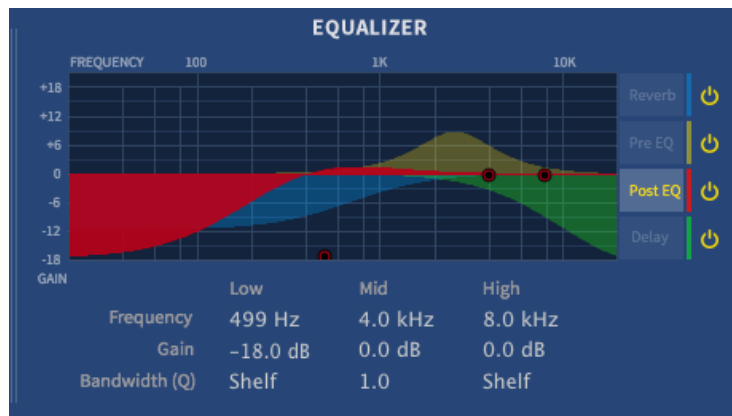 EQUALIZER
FREQUENCY 100 1K 10K
+18
Reverb
+12
+6
Pre EQ
0
Post EQ
-6
-12
Delay
-18
GAIN
Low Mid High
Frequency 499 Hz 4.0 kHz 8.0 kHz
Gain –18.0 dB 0.0 dB 0.0 dB
Bandwidth (Q) Shelf 1.0 Shelf